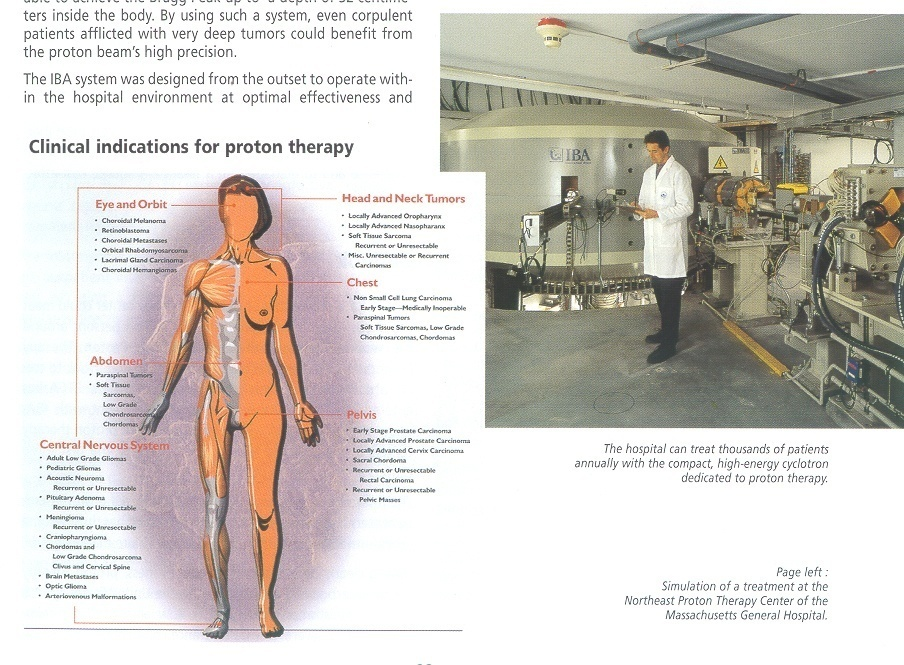 able to achieve the Bragg Peak up to a depth of 32 centime-
ters inside the body. By using such a system, even corpulent
patients afflicted with very deep tumors could benefit from
the proton beam's high precision.
The IBA system was designed from the outset to operate with-
in the hospital environment at optimal effectiveness and
Clinical indications for proton therapy
Eye and Orbit
• Choroidal Melanoma
• Retinoblastoma
• Choroidal Metastases
• Orbital Rhabdomyosarcoma
• Lacrimal Gland Carcinoma
• Choroidal Hemangiomas
Abdomen
• Paraspinal Tumors
• Soft Tissue
Sarcomas,
Low Grade
Chondrosarcomas,
Chordomas
Central Nervous System
• Adult Low Grade Gliomas
• Pediatric Gliomas
• Acoustic Neuroma
Recurrent or Unresectable
• Pituitary Adenoma
Recurrent or Unresectable
• Meningioma
Recurrent or Unresectable
• Craniopharyngioma
• Chordomas and
Low Grade Chondrosarcoma
Clivus and Cervical Spine
• Brain Metastases
• Optic Glioma
• Arteriovenous Malformations
Head and Neck Tumors
• Locally Advanced Oropharynx
• Locally Advanced Nasopharanx
• Soft Tissue Sarcoma
Recurrent or Unresectable
• Misc. Unresectable or Recurrent
Carcinomas
Chest
• Non Small Cell Lung Carcinoma
Early Stage—Medically Inoperable
• Paraspinal Tumors
Soft Tissue Sarcomas, Low Grade
Chondrosarcomas, Chordomas
Pelvis
• Early Stage Prostate Carcinoma
• Locally Advanced Prostate Carcinoma
• Locally Advanced Cervix Carcinoma
• Sacral Chordoma
• Recurrent or Unresectable
Rectal Carcinoma
• Recurrent or Unresectable
Pelvic Masses
IBA
The hospital can treat thousands of patients
annually with the compact, high-energy cyclotron
dedicated to proton therapy.
Page left :
Simulation of a treatment at the
Northeast Proton Therapy Center of the
Massachusetts General Hospital.